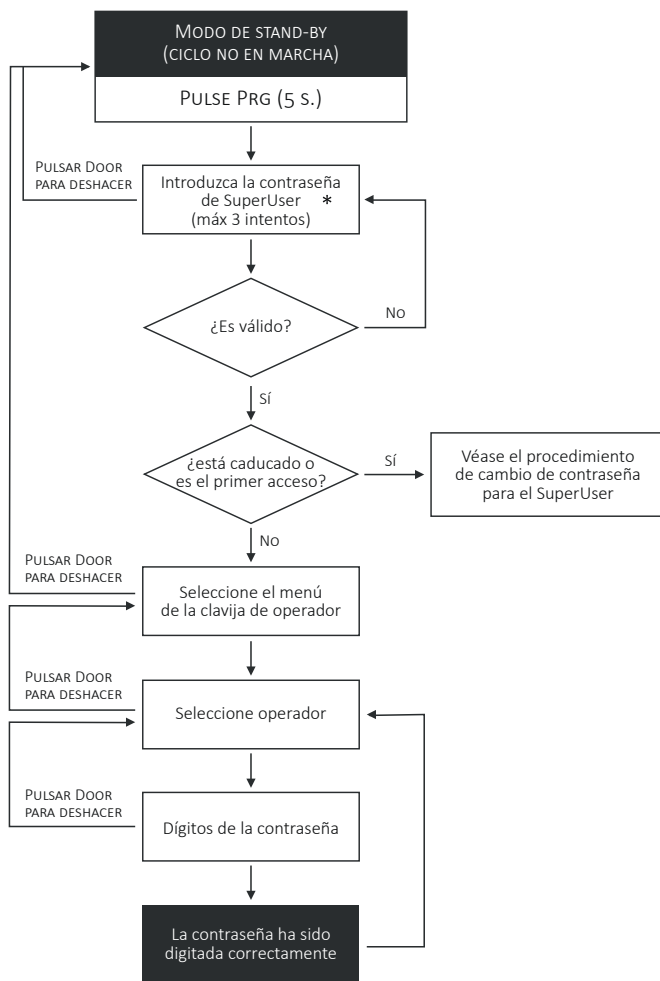 MODO DE STAND-BY
(CICLO NO EN MARCHA)
PULSE PRG (5 S.)
PULSAR DOOR
PARA DESHACER
Introduzca la contraseña
de SuperUser *
(máx 3 intentos)
¿Es válido?
No
Sí
¿está caducado o
es el primer acceso?
Sí
Véase el procedimiento
de cambio de contraseña
para el SuperUser
No
PULSAR DOOR
PARA DESHACER
Seleccione el menú
de la clavija de operador
PULSAR DOOR
PARA DESHACER
Seleccione operador
PULSAR DOOR
PARA DESHACER
Dígitos de la contraseña
La contraseña ha sido
digitada correctamente